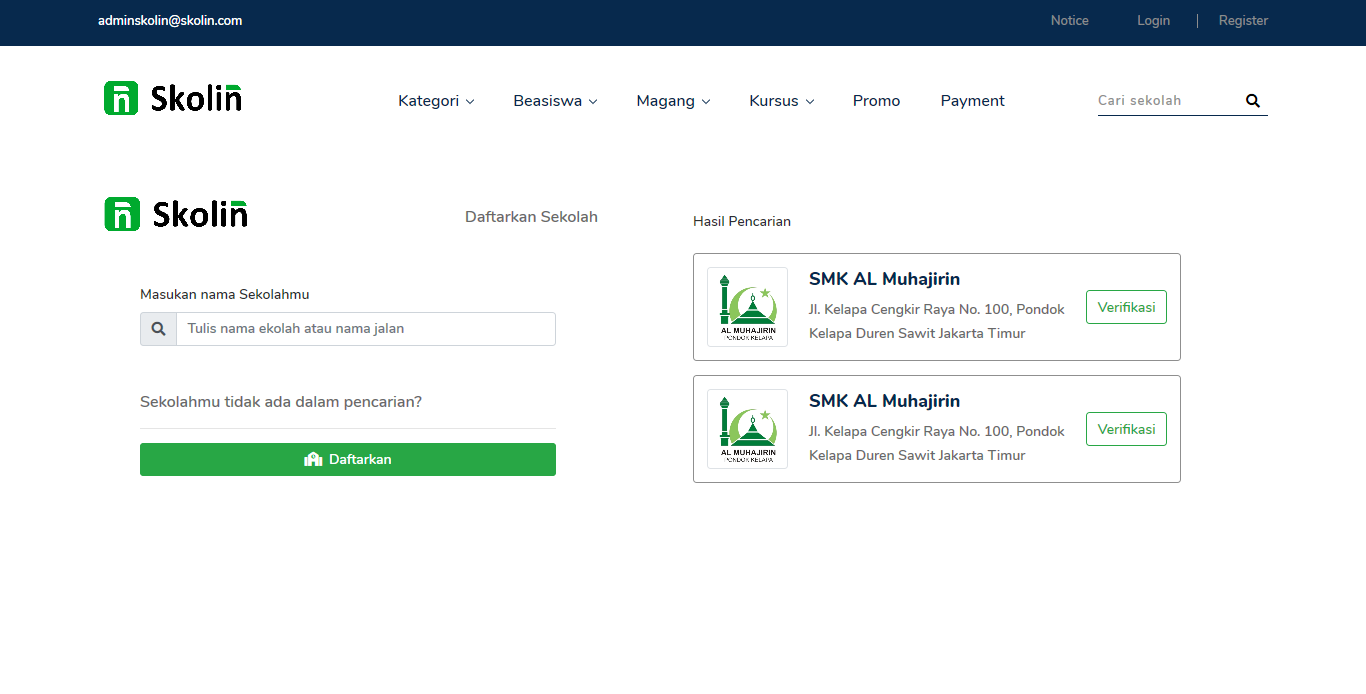 adminskolin@skolin.com
Notice
Login
Register
Skolin
Kategori
Beasiswa
Magang
Kursus
Promo
Payment
Cari sekolah
Skolin
Daftarkan Sekolah
Masukan nama Sekolahmu
Tulis nama ekolah atau nama jalan
Sekolahmu tidak ada dalam pencarian?
Daftarkan
Hasil Pencarian
AL MUHAJIRIN
PONDOK KELAPA
SMK AL Muhajirin
Jl. Kelapa Cengkir Raya No. 100, Pondok
Kelapa Duren Sawit Jakarta Timur
Verifikasi
AL MUHAJIRIN
PONDOK KELAPA
SMK AL Muhajirin
Jl. Kelapa Cengkir Raya No. 100, Pondok
Kelapa Duren Sawit Jakarta Timur
Verifikasi